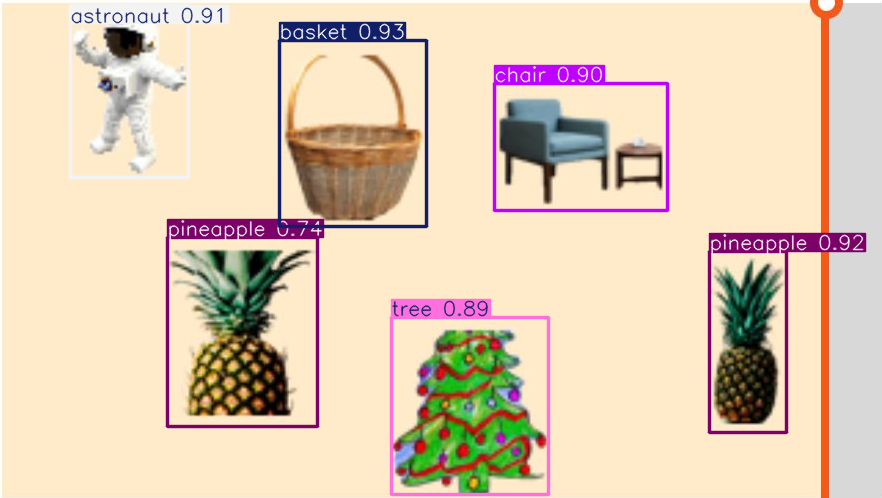 astronaut 0.91
basket 0.93
chair 0.90
pineapple 0.74
pineapple 0.92
tree 0.89